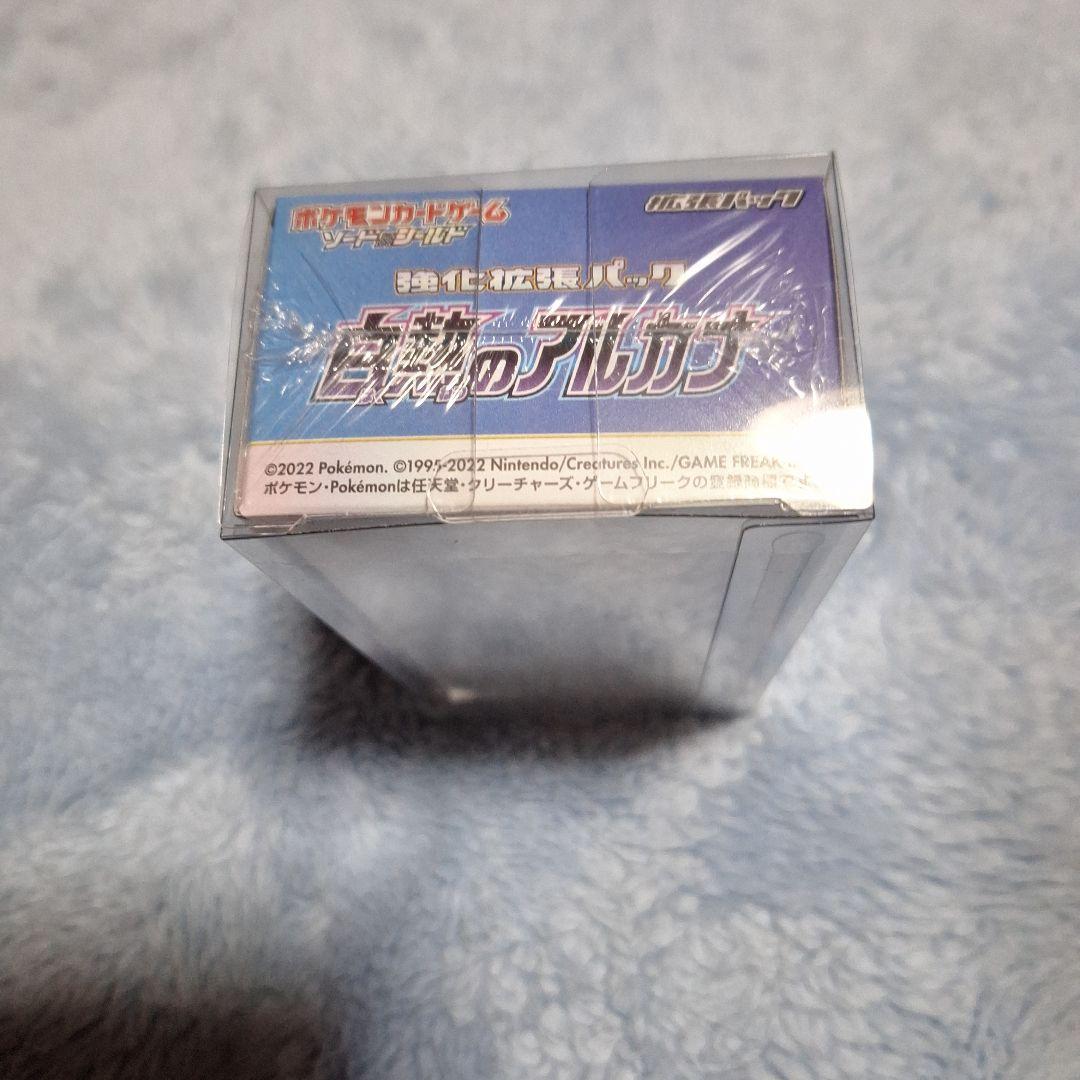 ポケモンカードゲーム
ソード&シールド
拡張パック
強化拡張パック
白熱のアルカナ
©2022 Pokémon. ©1995-2022 Nintendo/Creatures Inc./GAME FREAK
ポケモン・Pokémonは任天堂・クリーチャーズ・ゲームフリークの登録商標です